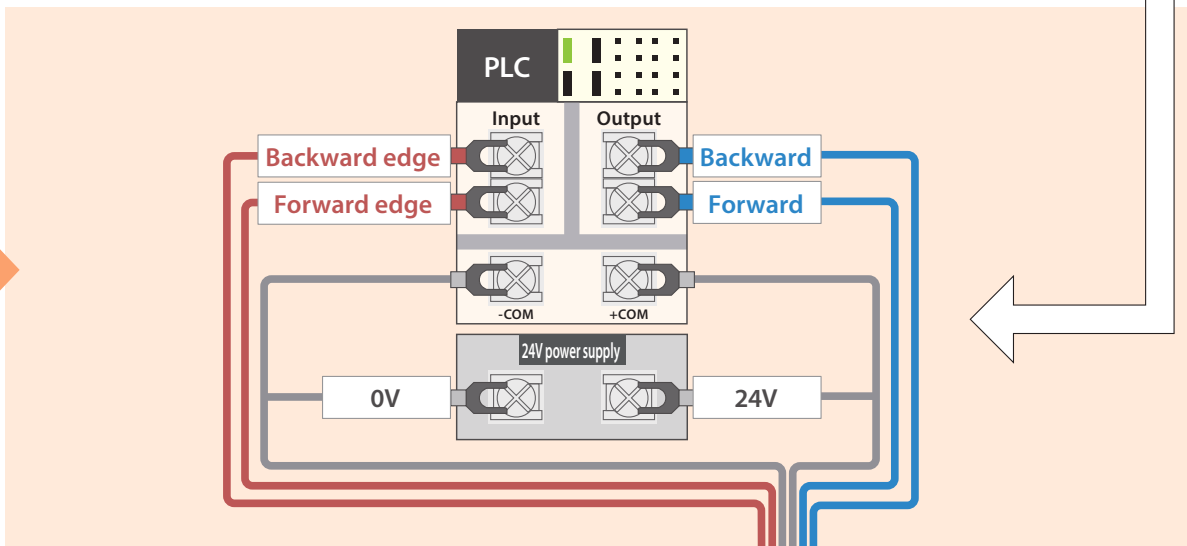 PLC
Input
Output
Backward edge
Backward
Forward edge
Forward
-COM
+COM
24V power supply
0V
24V